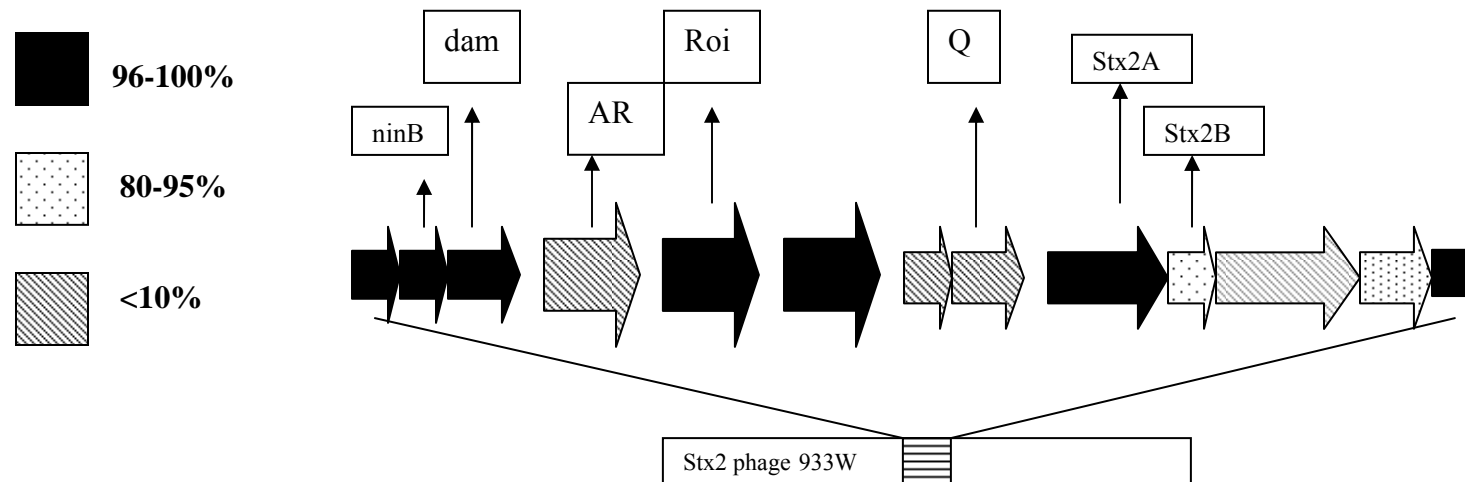 96-100%
80-95%
<10%
dam
Roi
Q
Stx2A
AR
ninB
Stx2B
Stx2 phage 933W